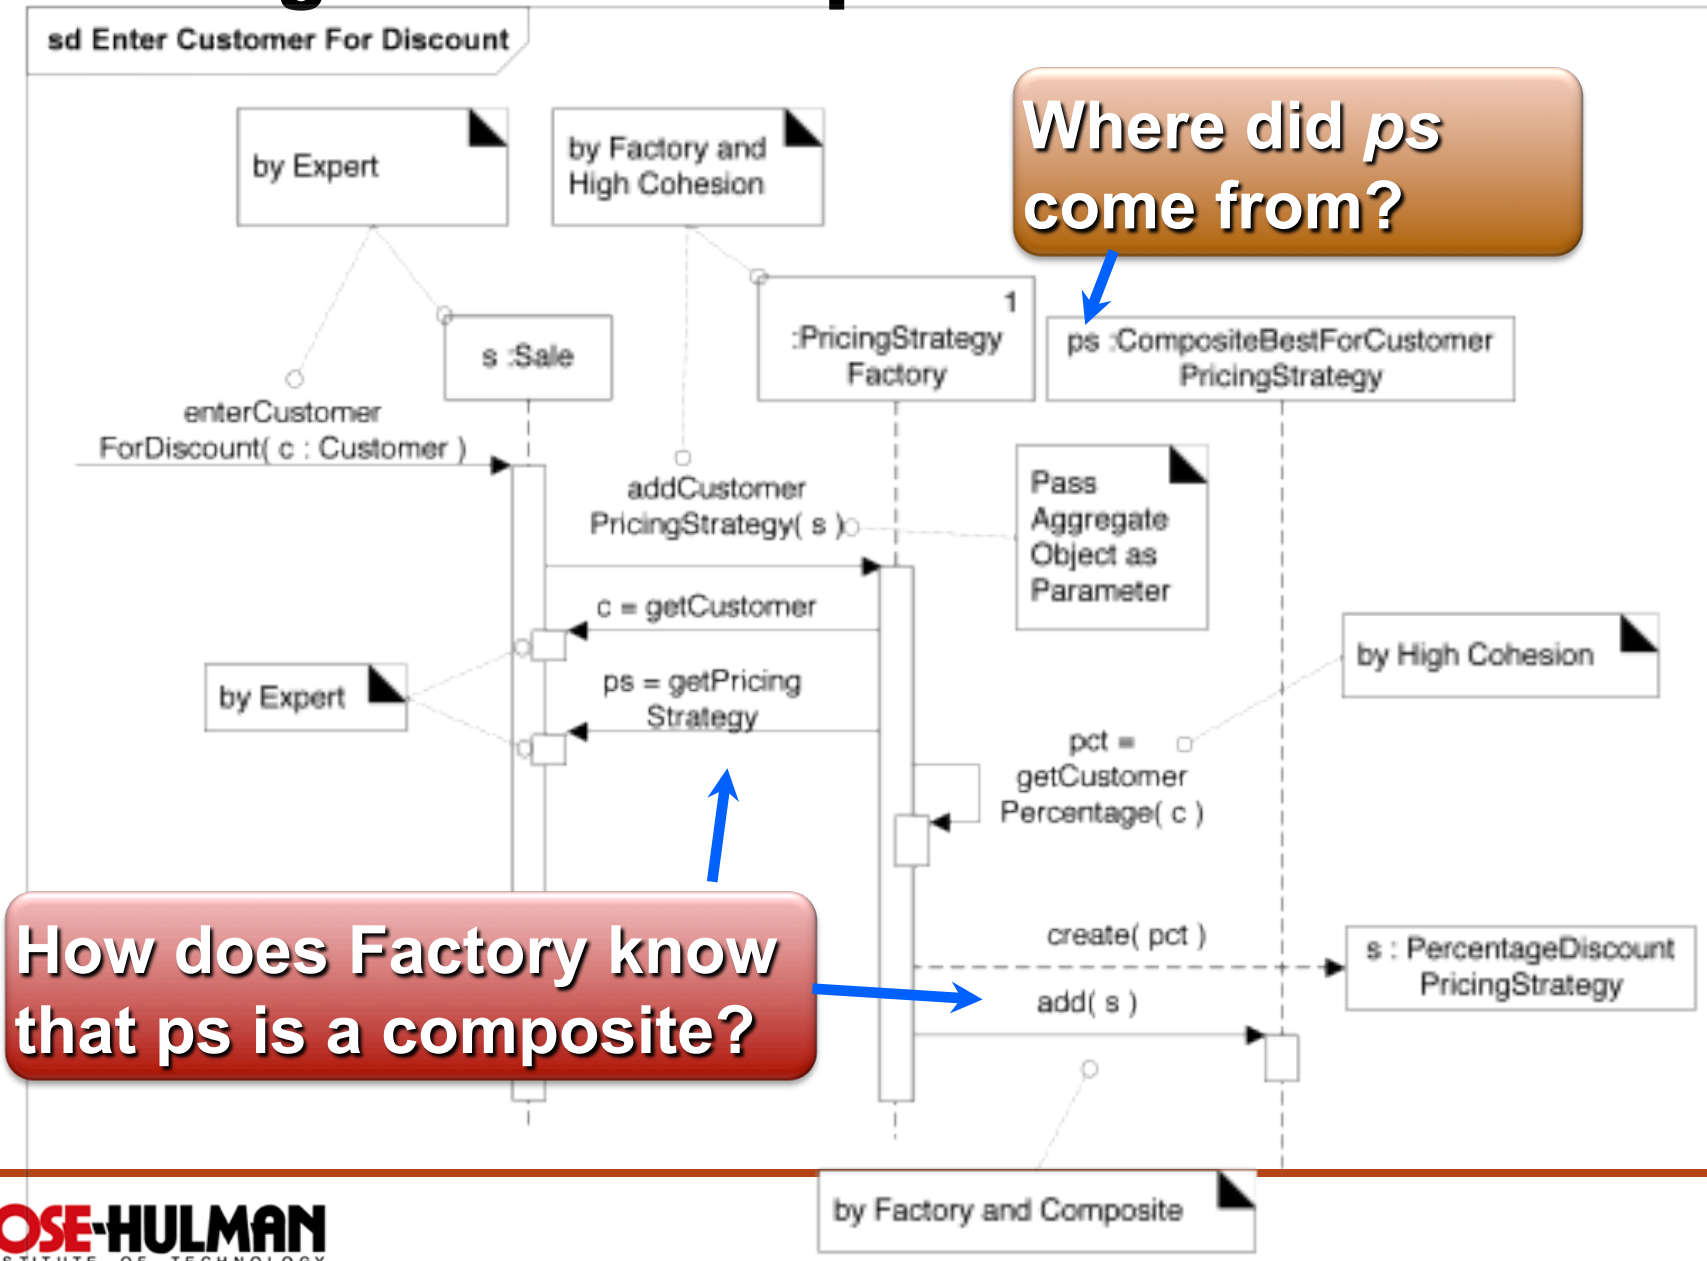 sd Enter Customer For Discount
by Expert
by Factory and
High Cohesion
Where did ps
come from?
s :Sale
1
:PricingStrategy
Factory
ps :CompositeBestForCustomer
PricingStrategy
enterCustomer
ForDiscount( c : Customer )
addCustomer
PricingStrategy( s )
Pass
Aggregate
Object as
Parameter
c = getCustomer
by Expert
ps = getPricing
Strategy
by High Cohesion
pct =
getCustomer
Percentage( c )
How does Factory know
that ps is a composite?
create( pct )
s : PercentageDiscount
PricingStrategy
add( s )
by Factory and Composite
OSE-HULMAN
OF TECHNOLOGY